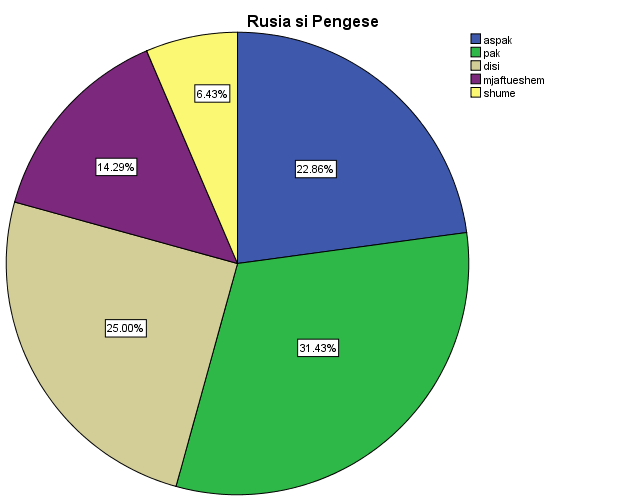 Rusia si Pengese
aspak
pak
disi
mjaftueshem
shume
6.43%
22.86%
14.29%
25.00%
31.43%